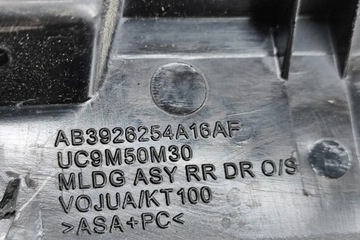 AB3926254A16AF
UC9M50M30
MLDG ASY RR DR O/S
VOJUA/KT100
>ASA+PC<